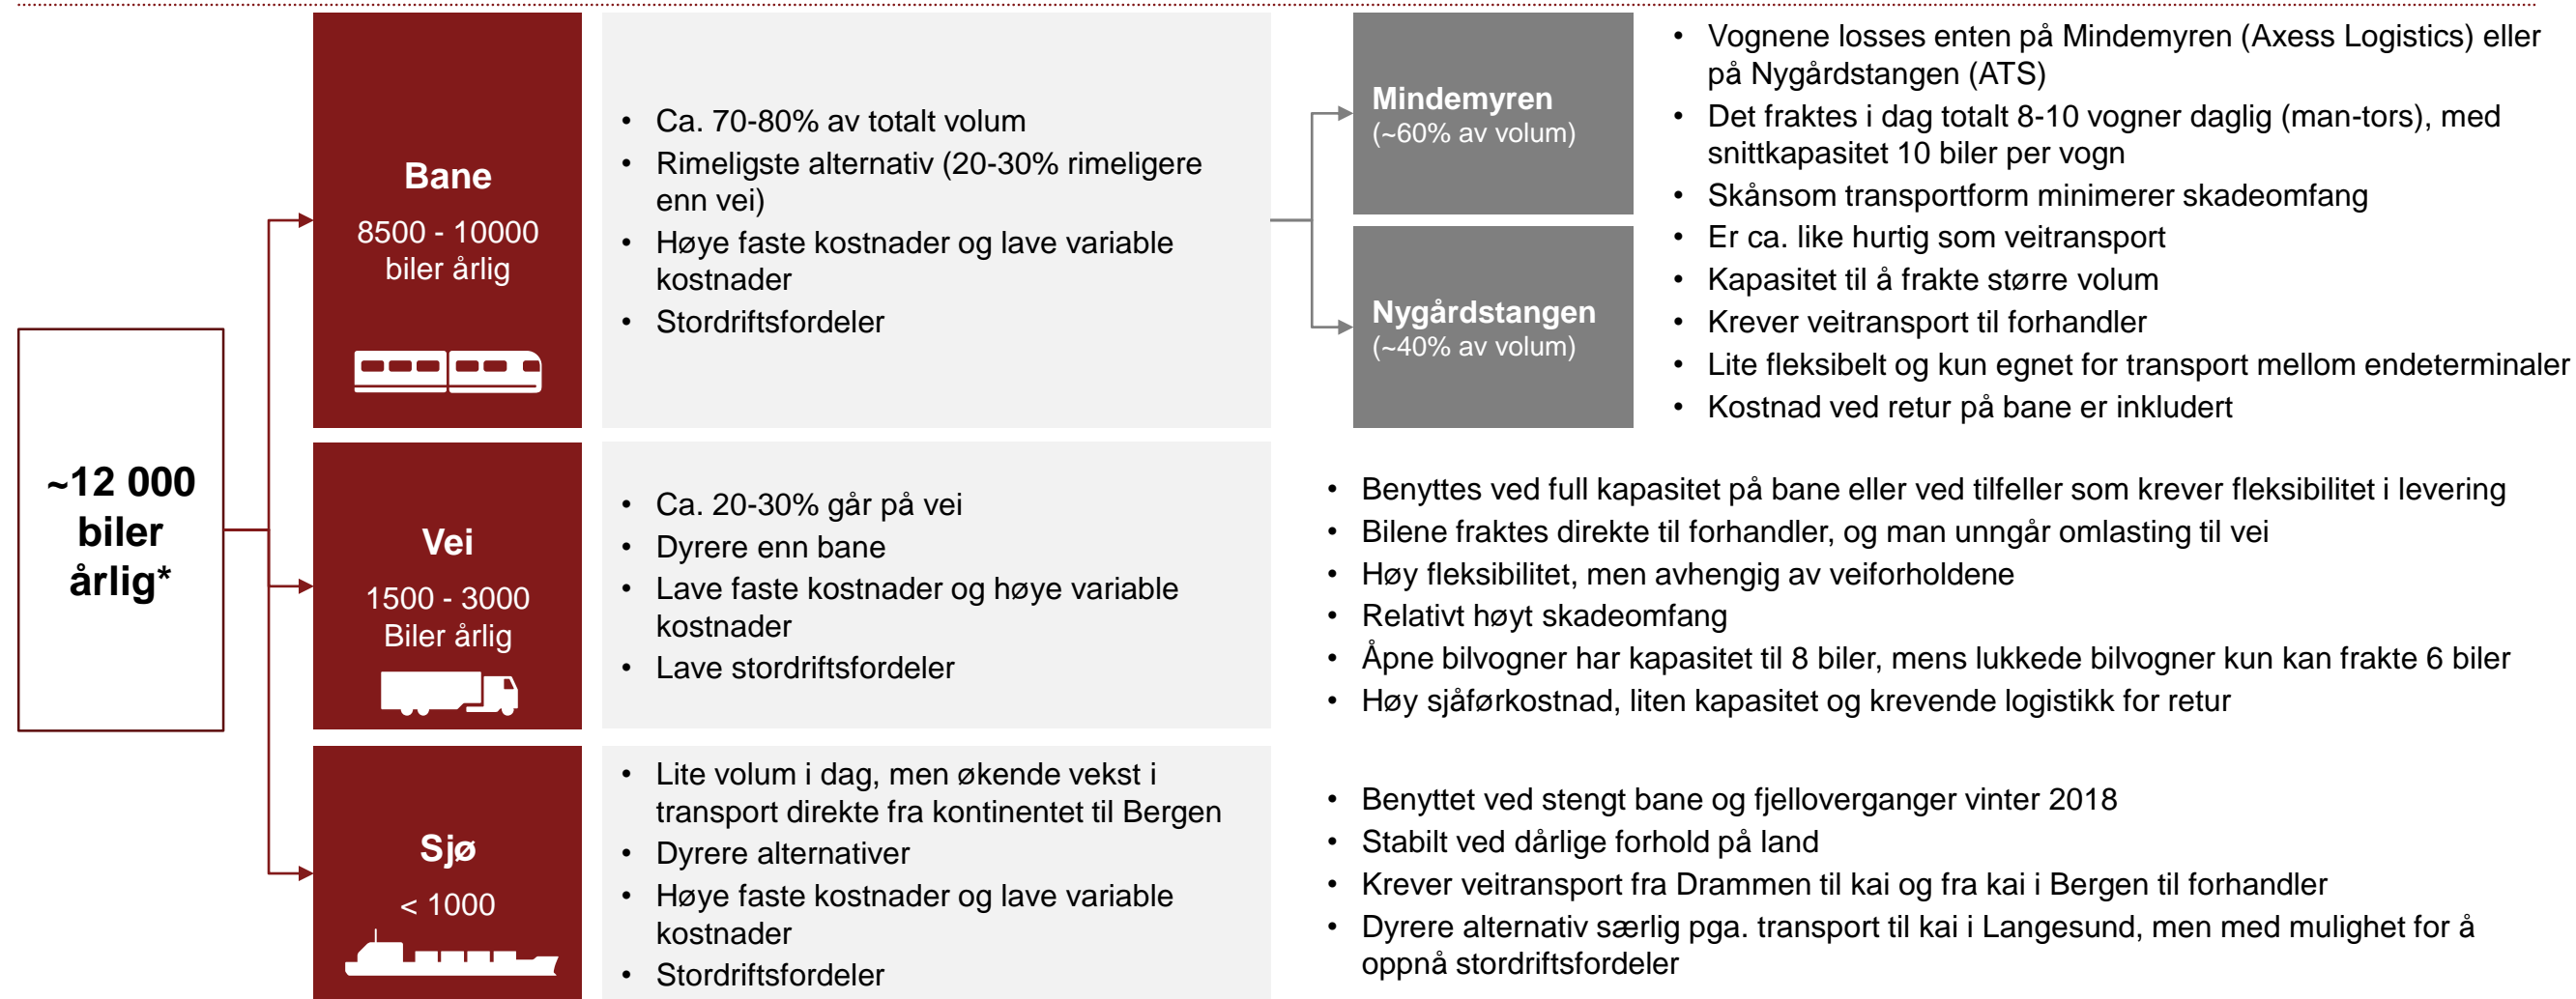 ~12 000
biler
årlig*
Bane
8500 - 10000
biler årlig
• Ca. 70-80% av totalt volum
• Rimeligste alternativ (20-30% rimeligere
enn vei)
• Høye faste kostnader og lave variable
kostnader
• Stordriftsfordeler
Mindemyren
(~60% av volum)
Nygårdstangen
(~40% av volum)
• Vognene losses enten på Mindemyren (Axess Logistics) eller
på Nygårdstangen (ATS)
• Det fraktes i dag totalt 8-10 vogner daglig (man-tors), med
snittkapasitet 10 biler per vogn
• Skånsom transportform minimerer skadeomfang
• Er ca. like hurtig som veitransport
• Kapasitet til å frakte større volum
• Krever veitransport til forhandler
• Lite fleksibelt og kun egnet for transport mellom endeterminaler
• Kostnad ved retur på bane er inkludert
Vei
1500 - 3000
Biler årlig
• Ca. 20-30% går på vei
• Dyrere enn bane
• Lave faste kostnader og høye variable
kostnader
• Lave stordriftsfordeler
• Benyttes ved full kapasitet på bane eller ved tilfeller som krever fleksibilitet i levering
• Bilene fraktes direkte til forhandler, og man unngår omlasting til vei
• Høy fleksibilitet, men avhengig av veiforholdene
• Relativt høyt skadeomfang
• Åpne bilvogner har kapasitet til 8 biler, mens lukkede bilvogner kun kan frakte 6 biler
• Høy sjåførkostnad, liten kapasitet og krevende logistikk for retur
Sjø
< 1000
• Lite volum i dag, men økende vekst i
transport direkte fra kontinentet til Bergen
• Dyrere alternativer
• Høye faste kostnader og lave variable
kostnader
• Stordriftsfordeler
• Benyttet ved stengt bane og fjelloverganger vinter 2018
• Stabilt ved dårlige forhold på land
• Krever veitransport fra Drammen til kai og fra kai i Bergen til forhandler
• Dyrere alternativ særlig pga. transport til kai i Langesund, men med mulighet for å
oppnå stordriftsfordeler